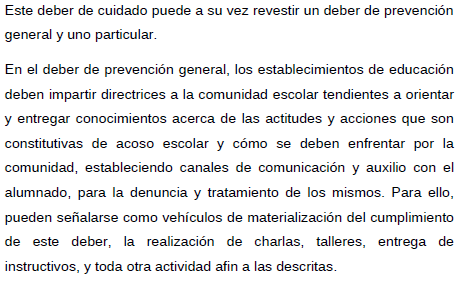 Este deber de cuidado puede a su vez revestir un deber de prevención
general y uno particular.
En el deber de prevención general, los establecimientos de educación
deben impartir directrices a la comunidad escolar tendientes a orientar
y entregar conocimientos acerca de las actitudes y acciones que son
constitutivas de acoso escolar y cómo se deben enfrentar por la
comunidad, estableciendo canales de comunicación y auxilio con el
alumnado, para la denuncia y tratamiento de los mismos. Para ello,
pueden señalarse como vehículos de materialización del cumplimiento
de este deber, la realización de charlas, talleres, entrega de
instructivos, y toda otra actividad afin a las descritas.